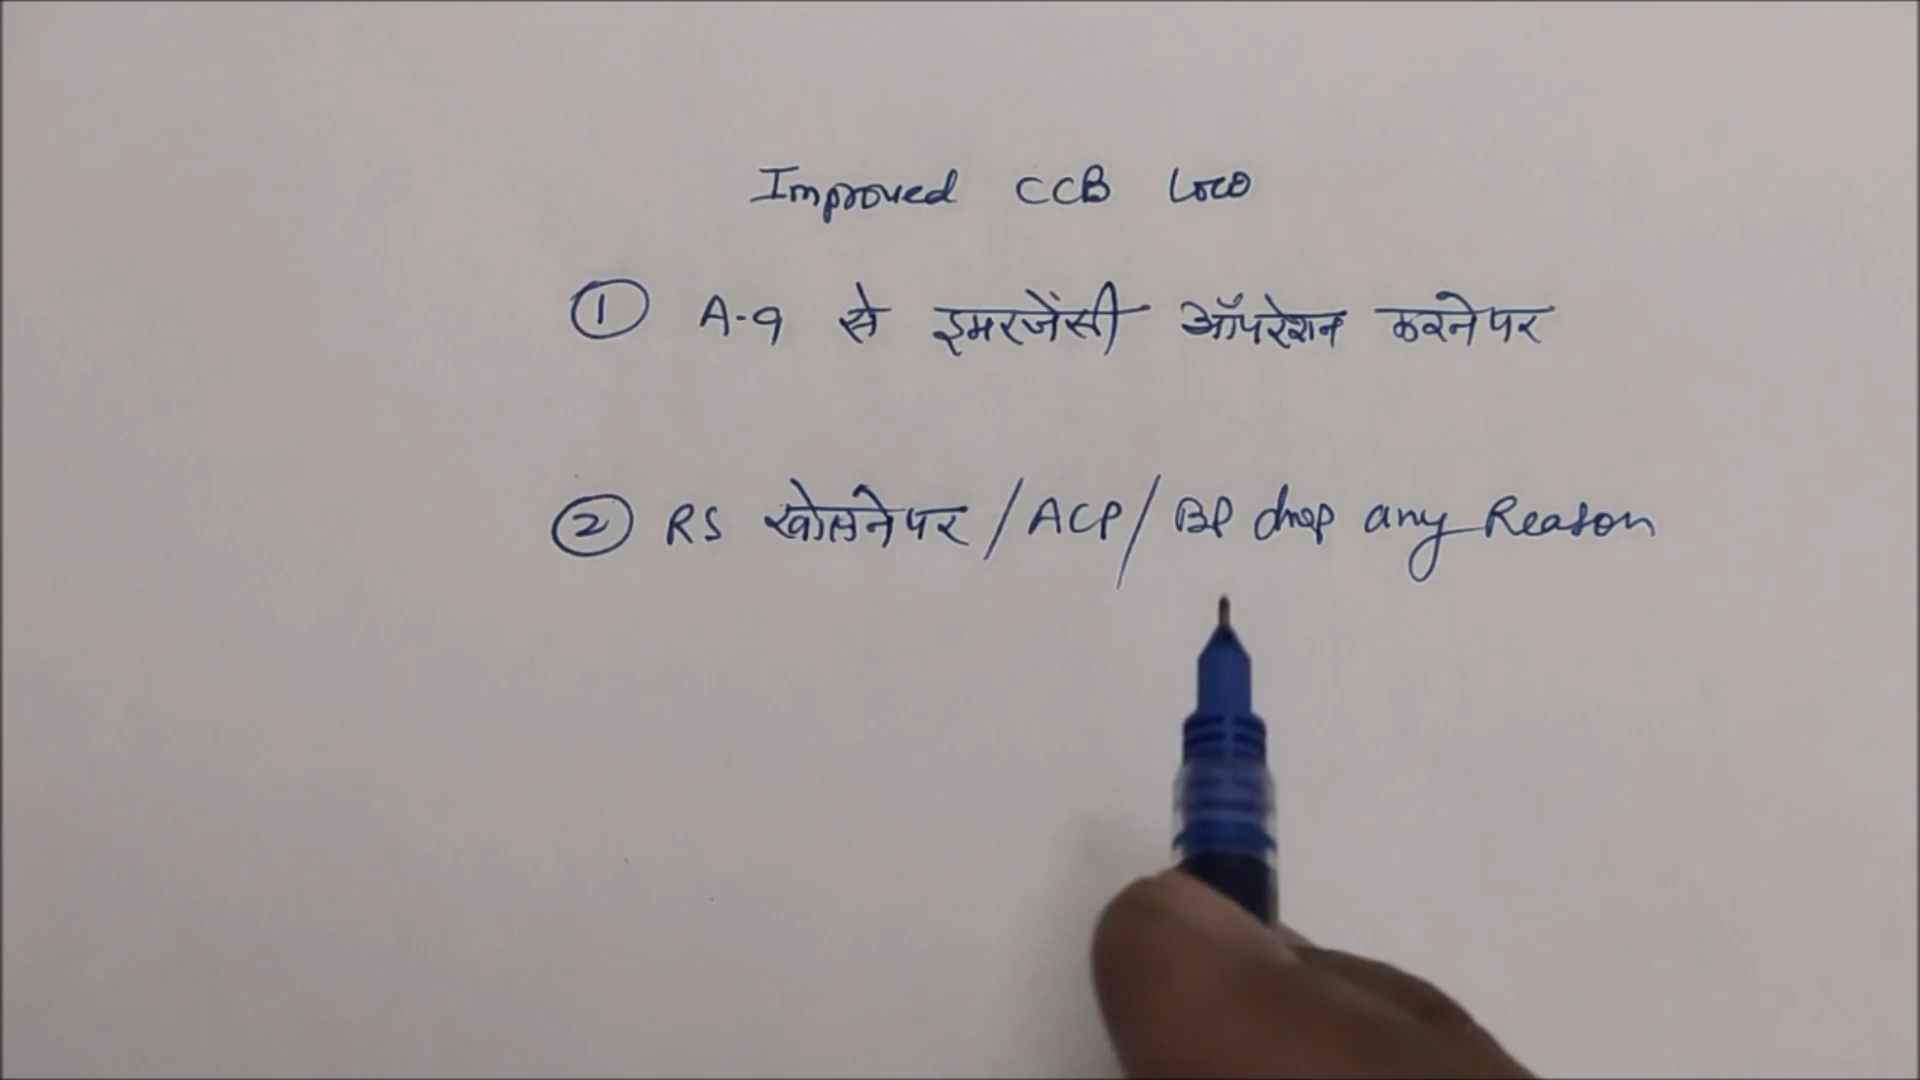 Improved CCB Loco
① A-9 से इमरजेंसी ऑपरेशन करने पर
② RS खोलने पर / ACP / BP drop any Reason